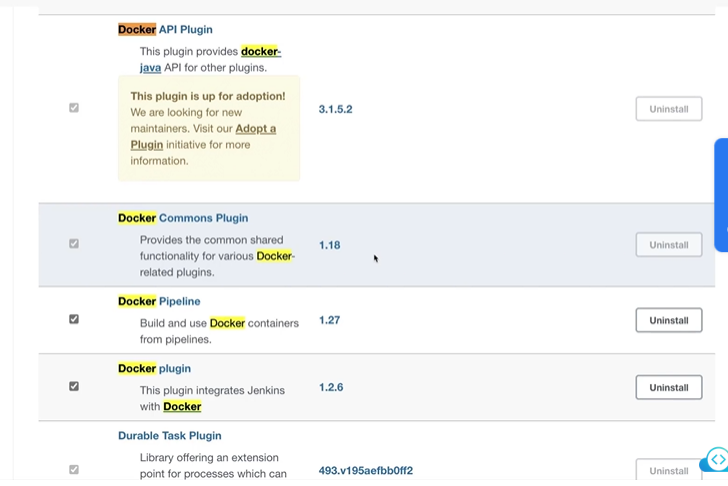 Docker API Plugin
This plugin provides docker-
java API for other plugins.
This plugin is up for adoption!
We are looking for new
maintainers. Visit our Adopt a
Plugin initiative for more
information.
3.1.5.2
Uninstall
Docker Commons Plugin
Provides the common shared
functionality for various Docker-
related plugins.
1.18
Uninstall
Docker Pipeline
Build and use Docker containers
from pipelines.
1.27
Uninstall
Docker plugin
This plugin integrates Jenkins
with Docker
1.2.6
Uninstall
Durable Task Plugin
Library offering an extension
point for processes which can
493.v195aefbb0ff2
Uninstall